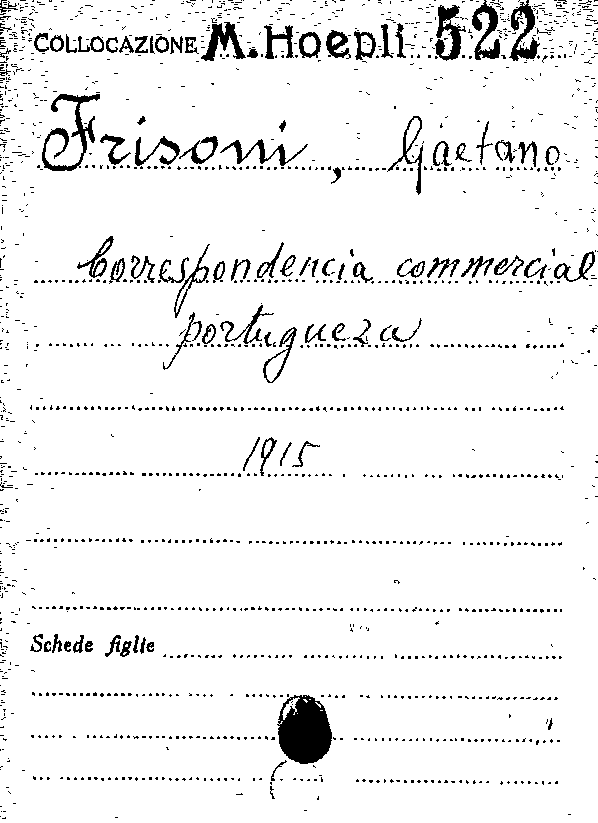 COLLOCAZIONE M. Hoepli 522
Frisoni, Gaetano
Correspondencia commercial
portugueza
1915
Schede figlie